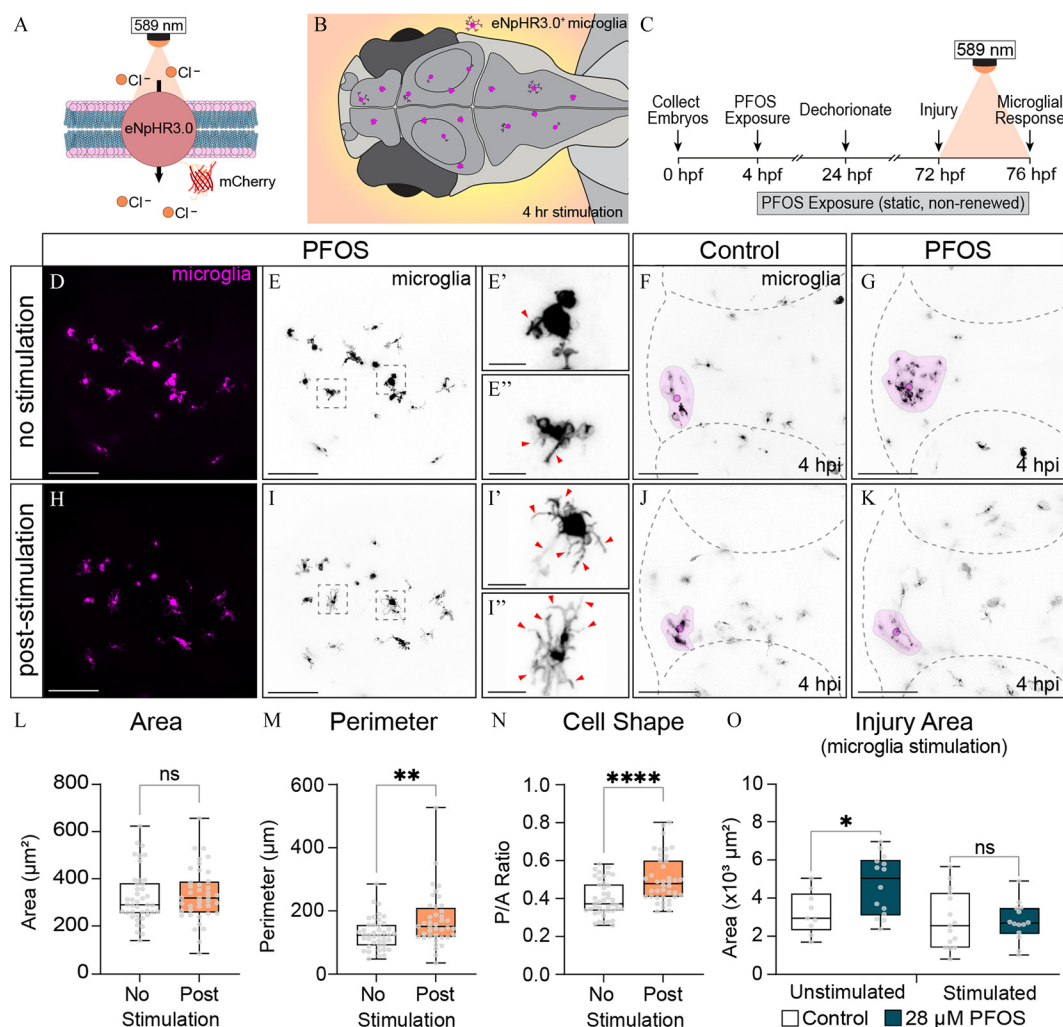 A
589 nm
Cl⁻
Cl⁻
eNpHR3.0
mCherry
Cl⁻
Cl⁻
B
eNpHR3.0⁺ microglia
4 hr stimulation
C
589 nm
Collect Embryos
PFOS Exposure
Dechorionate
Injury
Microglial Response
0 hpf
4 hpf
24 hpf
72 hpf
76 hpf
PFOS Exposure (static, non-renewed)
PFOS
Control
PFOS
no stimulation
D
microglia
E
microglia
E'
E"
F
microglia
4 hpi
G
4 hpi
post-stimulation
H
I
I'
I"
J
4 hpi
K
4 hpi
L
Area
Area (µm²)
800
600
400
200
0
ns
No
Post
Stimulation
M
Perimeter
Perimeter (µm)
600
400
200
0
**
No
Post
Stimulation
N
Cell Shape
P/A Ratio
1.0
0.8
0.6
0.4
0.2
0.0
****
No
Post
Stimulation
O
Injury Area
(microglia stimulation)
Area (x10³ µm²)
10
8
6
4
2
0
*
ns
Unstimulated
Stimulated
Control
28 µM PFOS